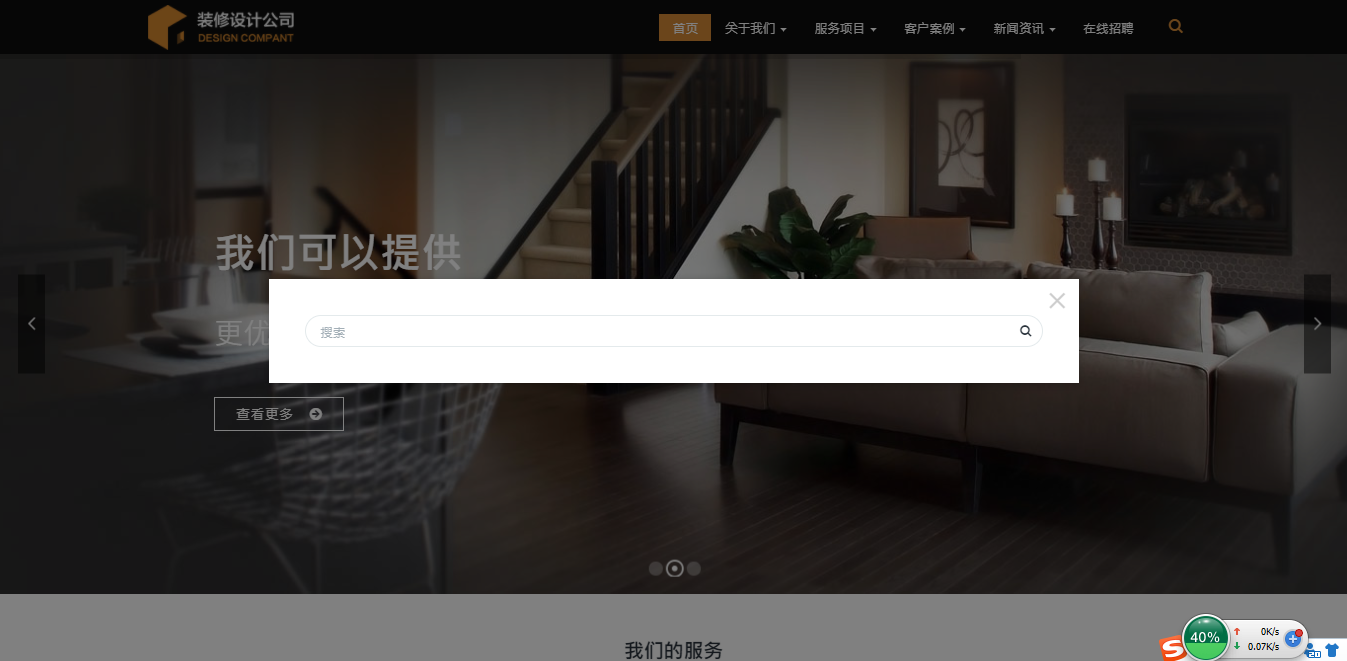 装修设计公司
DESIGN COMPANT
首页 关于我们 服务项目 客户案例 新闻资讯 在线招聘
我们可以提供
更优
搜索
查看更多
我们的服务
40%
0K/s
0.07K/s